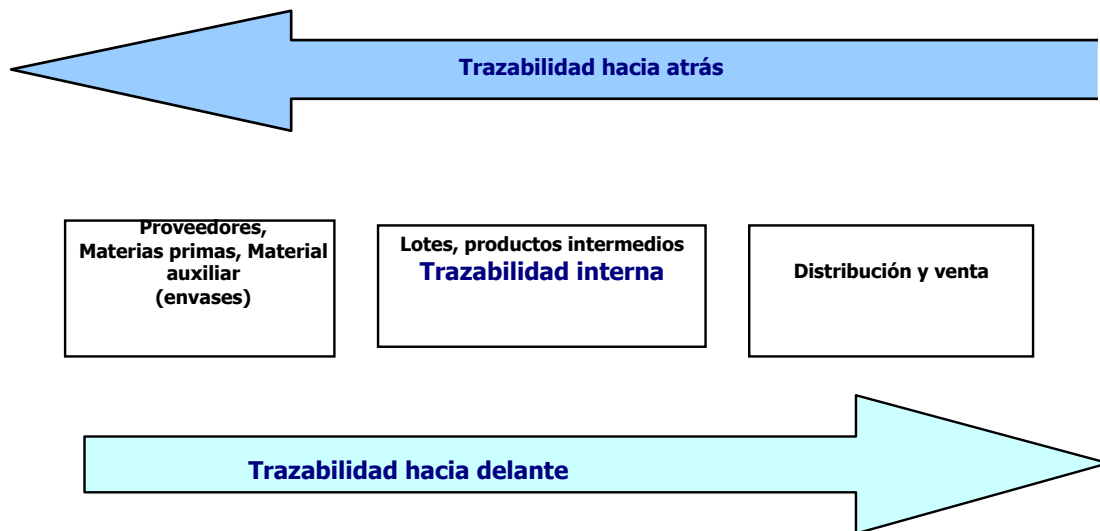 Trazabilidad hacia atrás
Proveedores,
Materias primas, Material
auxiliar
(envases)
Lotes, productos intermedios
Trazabilidad interna
Distribución y venta
Trazabilidad hacia delante